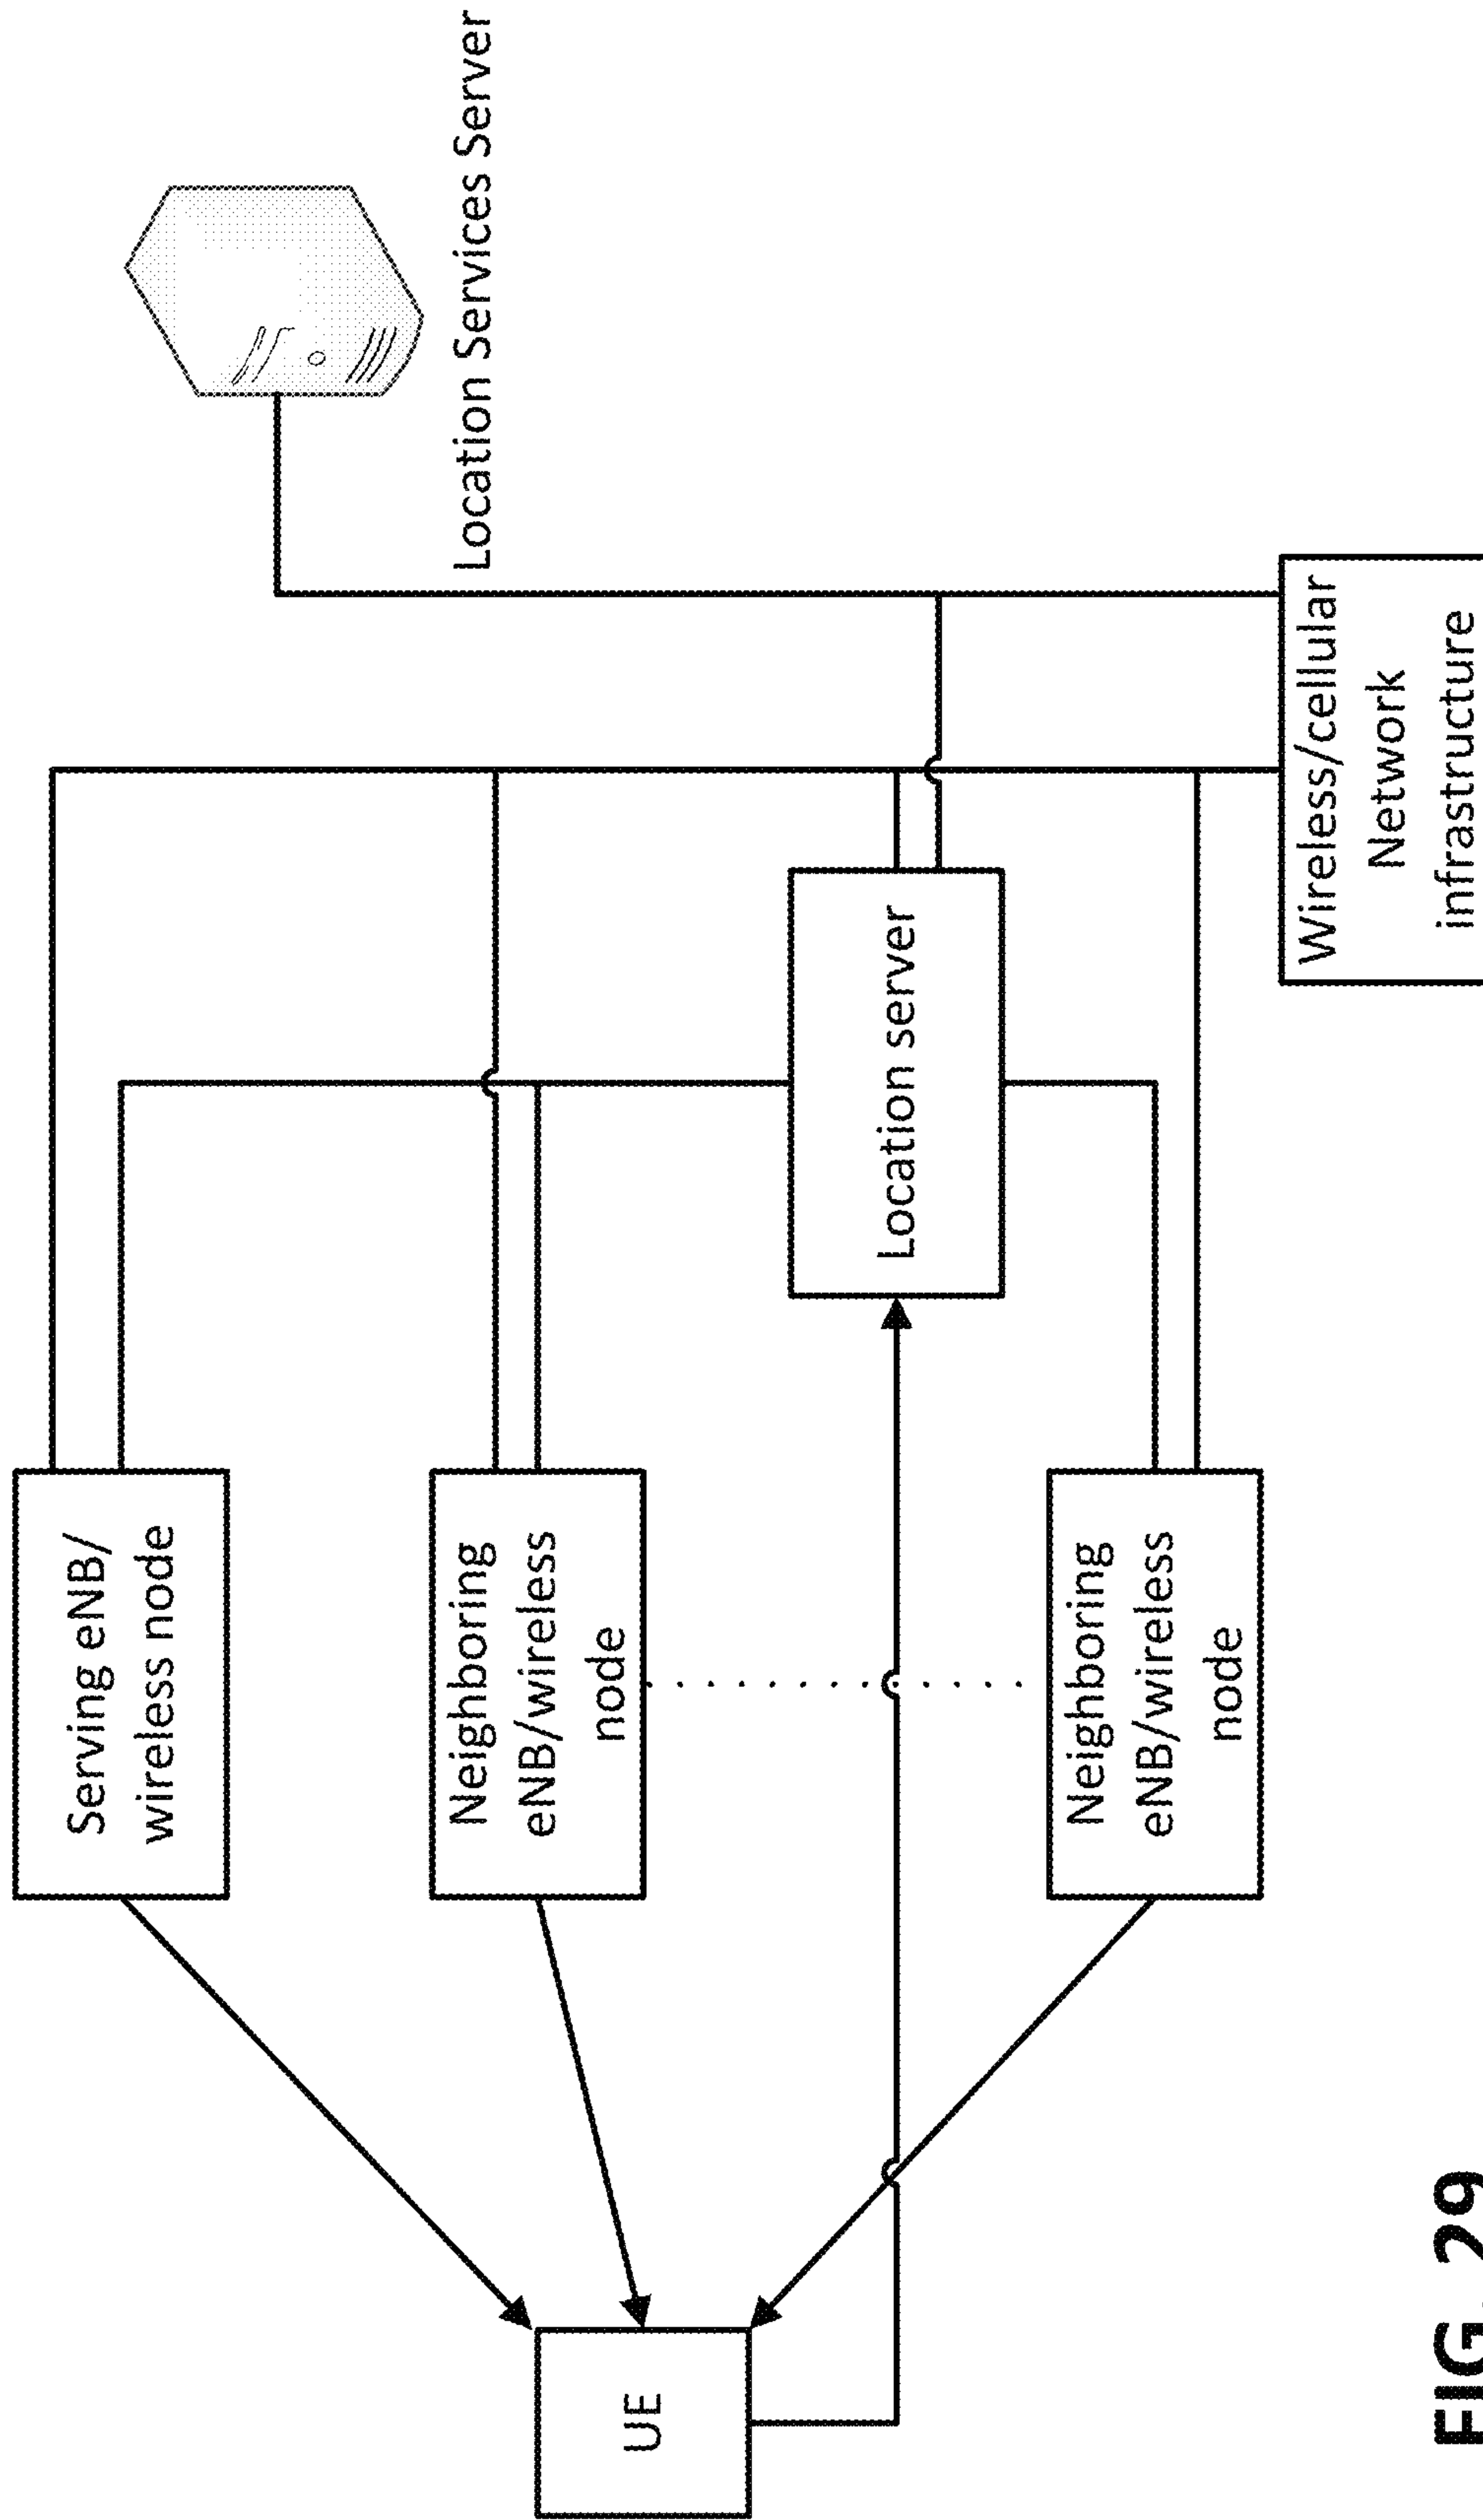 Serving eNB/
wireless node
Location Services Server
Neighboring
eNB/wireless
node
UE
Location server
Neighboring
eNB/wireless
node
Wireless/cellular
Network
infrastructure
FIG. 29